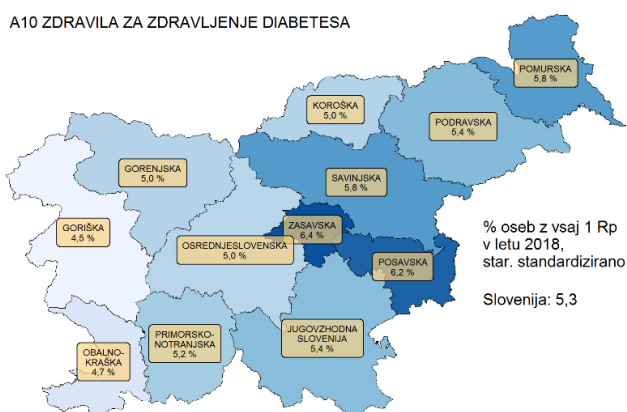 A10 ZDRAVILA ZA ZDRAVLJENJE DIABETESA
POMURSKA
5,8 %
KOROŠKA
5,0 %
PODRAVSKA
5,4 %
GORENJSKA
5,0 %
SAVINJSKA
5,8 %
GORIŠKA
4,5 %
ZASAVSKA
6,4 %
OSREDNJESLOVENSKA
5,0 %
POSAVSKA
6,2 %
% oseb z vsaj 1 Rp
v letu 2018,
star. standardizirano
Slovenija: 5,3
PRIMORSKO-
NOTRANJSKA
5,2 %
JUGOVZHODNA
SLOVENIJA
5,4 %
OBALNO-
KRAŠKA
4,7 %